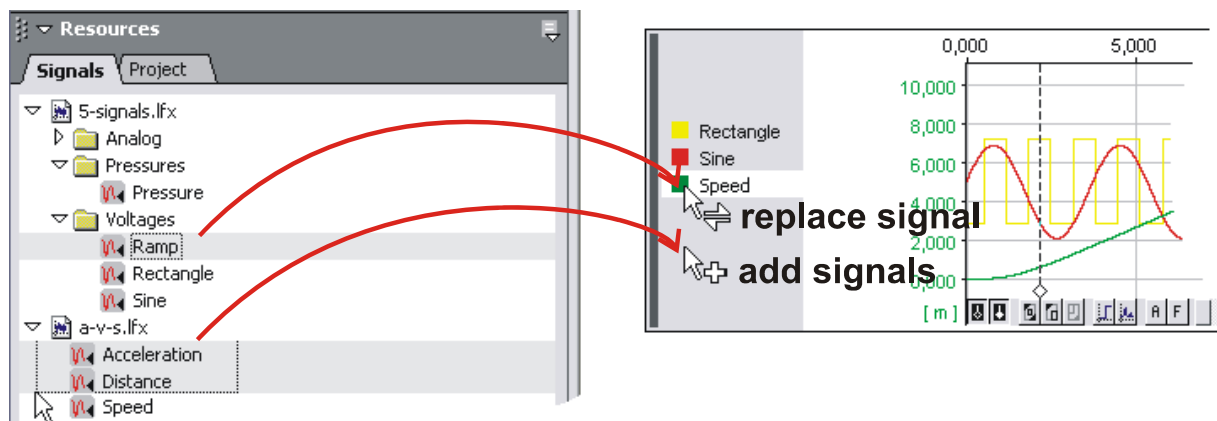 Resources
Signals Project
5-signals.lfx
Analog
Pressures
Pressure
Voltages
Ramp
Rectangle
Sine
a-v-s.lfx
Acceleration
Distance
Speed
0,000 5,000
10,000
8,000
6,000
4,000
2,000
0,000
[ m ]
Rectangle
Sine
Speed
replace signal
add signals
A F